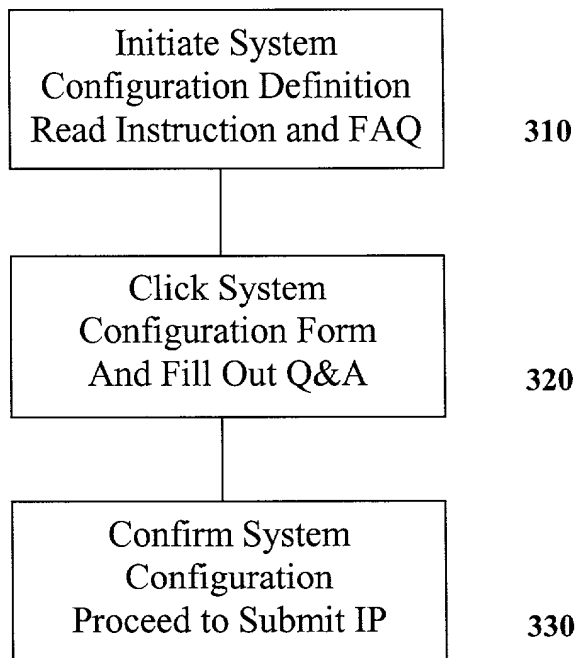 Initiate System
Configuration Definition
Read Instruction and FAQ
310
Click System
Configuration Form
And Fill Out Q&A
320
Confirm System
Configuration
Proceed to Submit IP
330